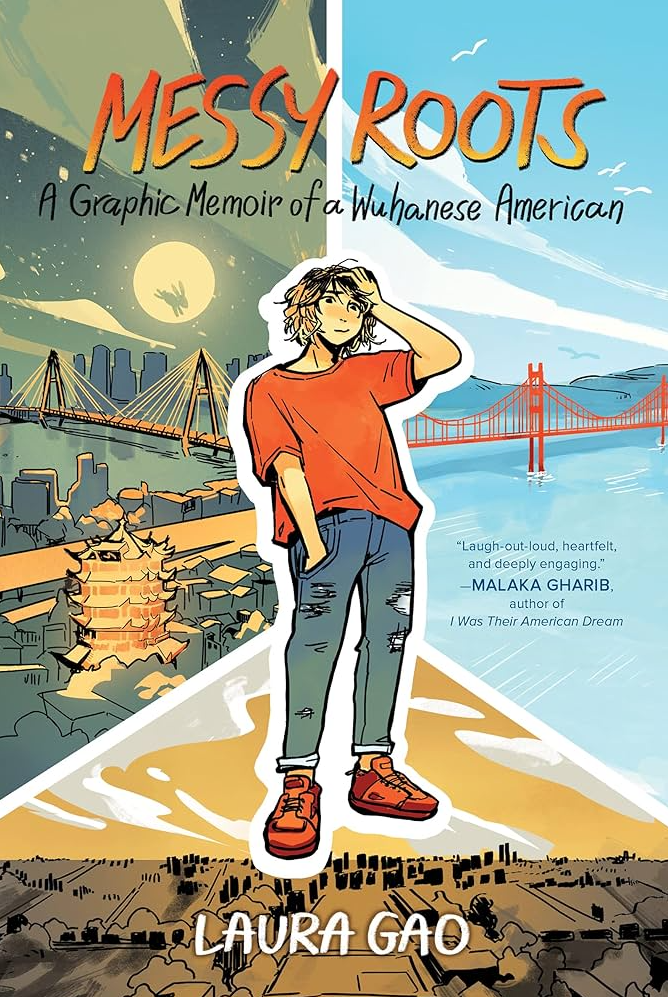 MESSY ROOTS
A Graphic Memoir of a Wuhanese American
“Laugh-out-loud, heartfelt,
and deeply engaging.”
—MALAKA GHARIB,
author of
I Was Their American Dream
LAURA GAO